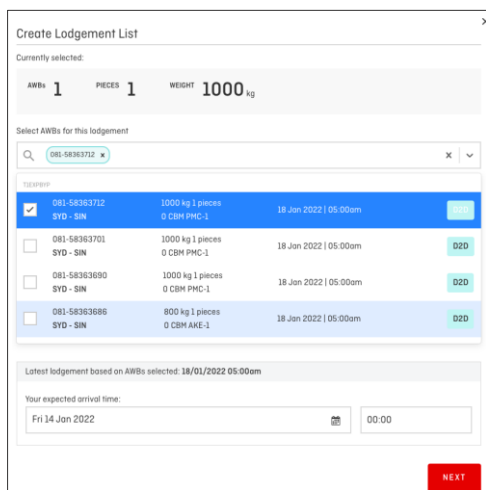 ×
Create Lodgement List
Currently selected:
AWBs 1 PIECES 1 WEIGHT 1000 kg
Select AWBs for this lodgement
081-58363712 × × 
081-58363712 1000 kg 1 pieces
SYD - SIN 0 CBM PMC-1 18 Jan 2022 | 05:00am D2D
081-58363701 1000 kg 1 pieces
SYD - SIN 0 CBM PMC-1 18 Jan 2022 | 05:00am D2D
081-58363690 1000 kg 1 pieces
SYD - SIN 0 CBM PMC-1 18 Jan 2022 | 05:00am D2D
081-58363686 800 kg 1 pieces
SYD - SIN 0 CBM AKE-1 18 Jan 2022 | 05:00am D2D
Latest lodgement based on AWBs selected: 18/01/2022 05:00am
Your expected arrival time:
Fri 14 Jan 2022 00:00
NEXT